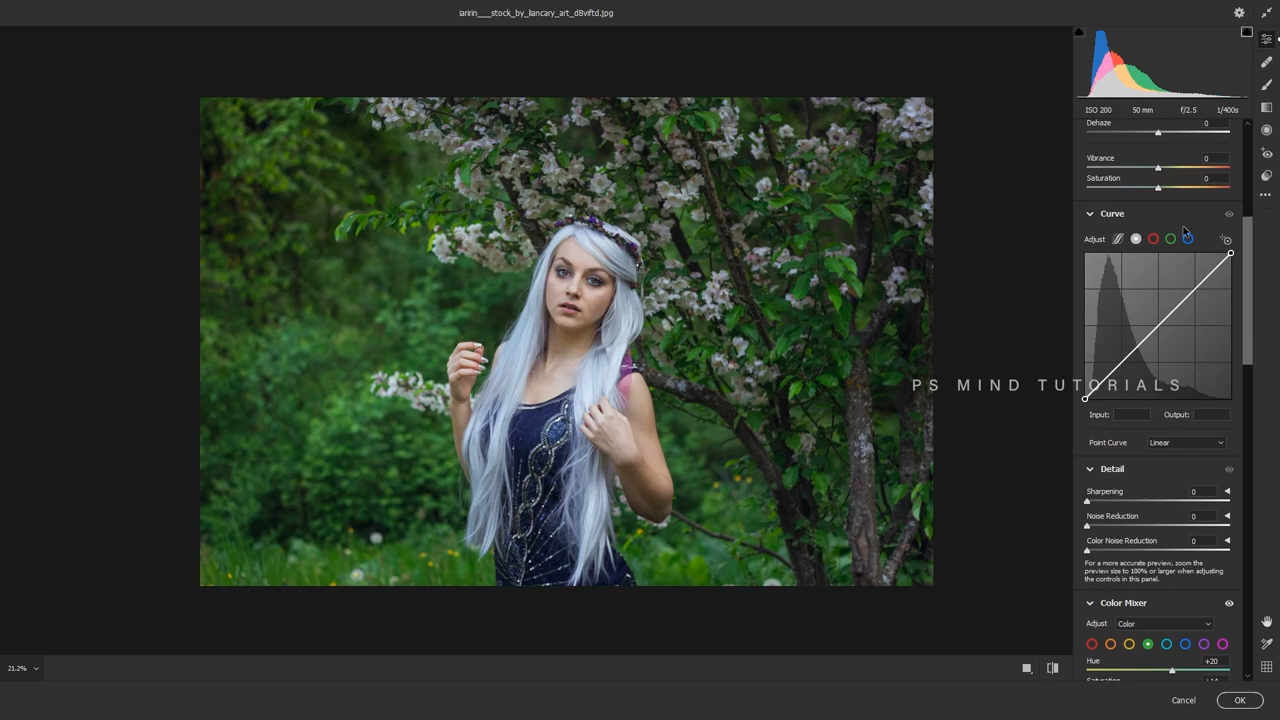 iaririn___stock_by_liancary_art_d8viftd.jpg
ISO 200 50 mm f/2.5 1/400s
Dehaze 0
Vibrance 0
Saturation 0
Curve
Adjust
PS MIND TUTORIALS
Input: Output:
Point Curve Linear
Detail
Sharpening 0
Noise Reduction 0
Color Noise Reduction 0
For a more accurate preview, zoom the
preview size to 100% or larger when adjusting
the controls in this panel.
Color Mixer
Adjust Color
Hue +20
21.2%
Cancel OK